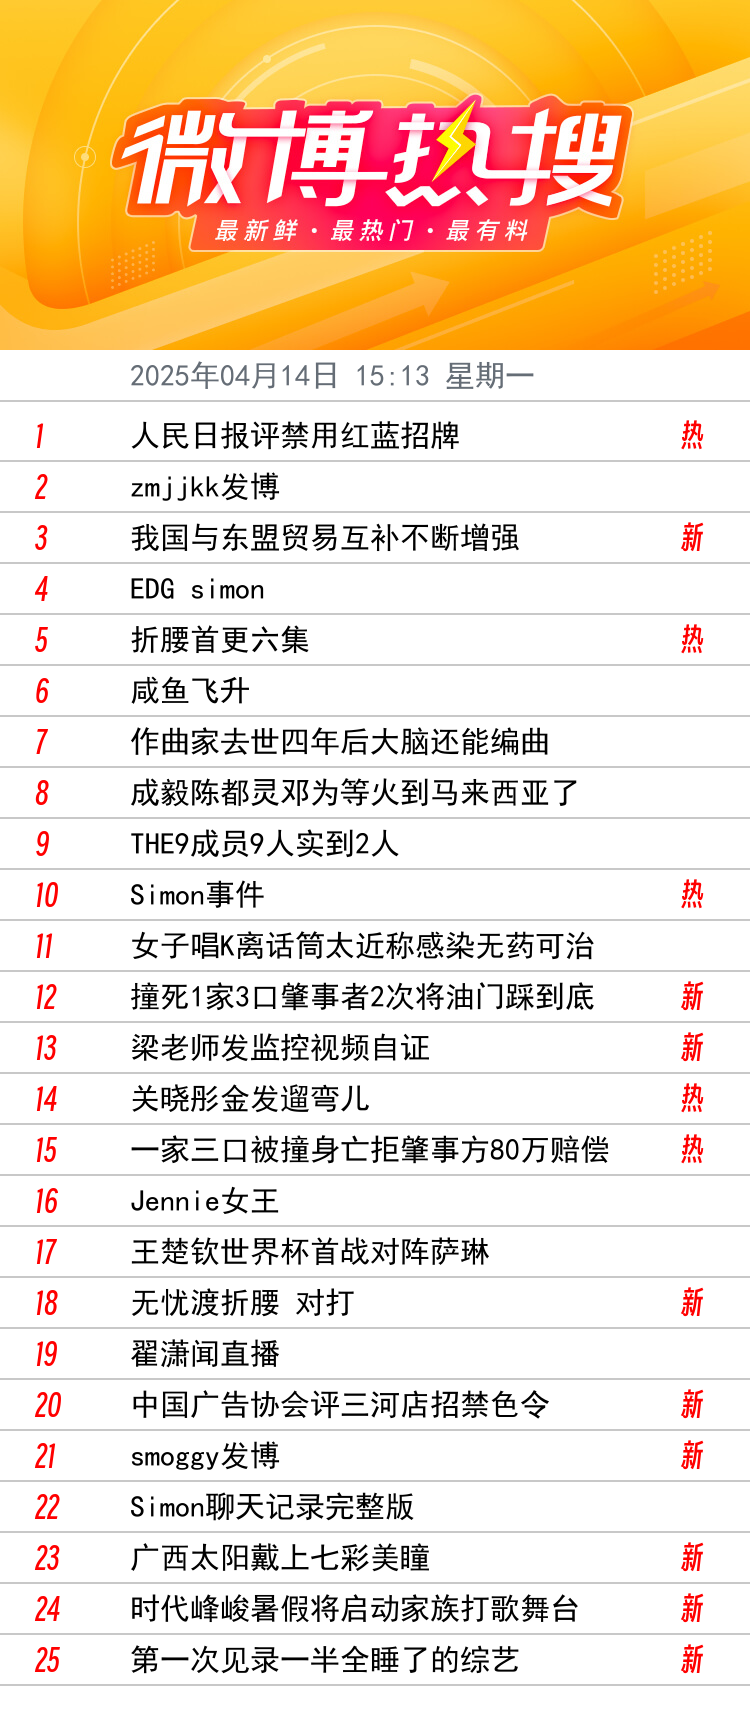 微博热搜
最新鲜·最热门·最有料
2025年04月14日 15:13 星期一
1 人民日报评禁用红蓝招牌 热
2 zmjjkk发博
3 我国与东盟贸易互补不断增强 新
4 EDG simon
5 折腰首更六集 热
6 咸鱼飞升
7 作曲家去世四年后大脑还能编曲
8 成毅陈都灵邓为等火到马来西亚了
9 THE9成员9人实到2人
10 Simon事件 热
11 女子唱K离话筒太近称感染无药可治
12 撞死1家3口肇事者2次将油门踩到底 新
13 梁老师发监控视频自证 新
14 关晓彤金发遛弯儿 热
15 一家三口被撞身亡拒肇事方80万赔偿 热
16 Jennie女王
17 王楚钦世界杯首战对阵萨琳
18 无忧渡折腰 对打 新
19 翟潇闻直播
20 中国广告协会评三河店招禁色令 新
21 smoggy发博 新
22 Simon聊天记录完整版
23 广西太阳戴上七彩美瞳 新
24 时代峰峻暑假将启动家族打歌舞台 新
25 第一次见录一半全睡了的综艺 新